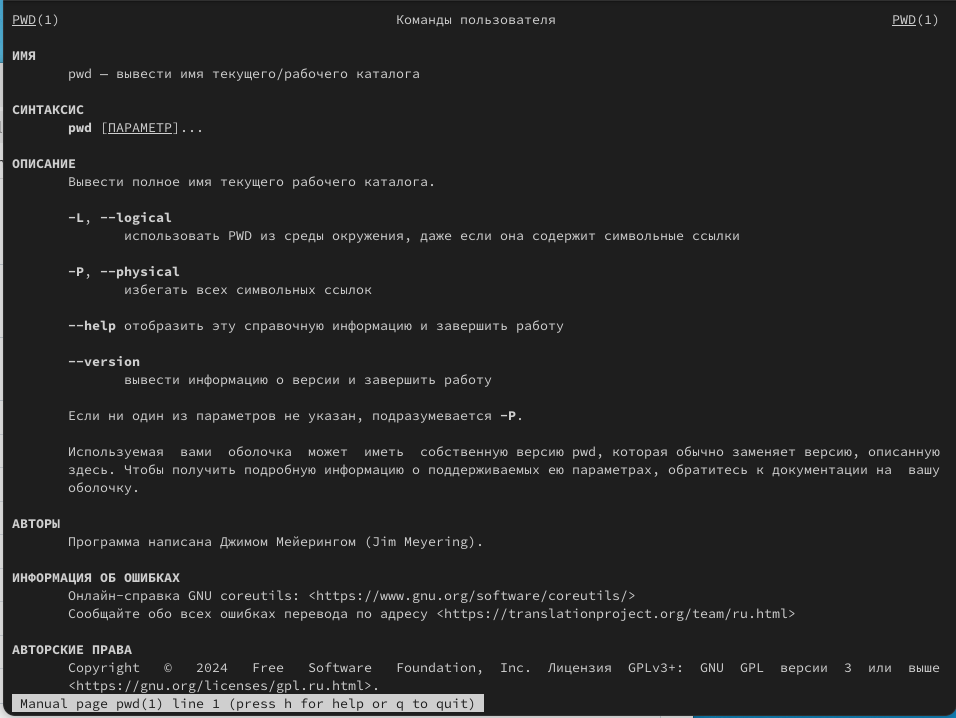 PWD(1) Команды пользователя PWD(1)
ИМЯ
pwd — вывести имя текущего/рабочего каталога
СИНТАКСИС
pwd [ПАРАМЕТР]...
ОПИСАНИЕ
Вывести полное имя текущего рабочего каталога.
-L, --logical
использовать PWD из среды окружения, даже если она содержит символьные ссылки
-P, --physical
избегать всех символьных ссылок
--help отобразить эту справочную информацию и завершить работу
--version
вывести информацию о версии и завершить работу
Если ни один из параметров не указан, подразумевается -P.
Используемая вами оболочка может иметь собственную версию pwd, которая обычно заменяет версию, описанную
здесь. Чтобы получить подробную информацию о поддерживаемых ею параметрах, обратитесь к документации на вашу
оболочку.
АВТОРЫ
Программа написана Джимом Мейерингом (Jim Meyering).
ИНФОРМАЦИЯ ОБ ОШИБКАХ
Онлайн-справка GNU coreutils: <https://www.gnu.org/software/coreutils/>
Сообщайте обо всех ошибках перевода по адресу <https://translationproject.org/team/ru.html>
АВТОРСКИЕ ПРАВА
Copyright © 2024 Free Software Foundation, Inc. Лицензия GPLv3+: GNU GPL версии 3 или выше
<https://gnu.org/licenses/gpl.ru.html>.
Manual page pwd(1) line 1 (press h for help or q to quit)